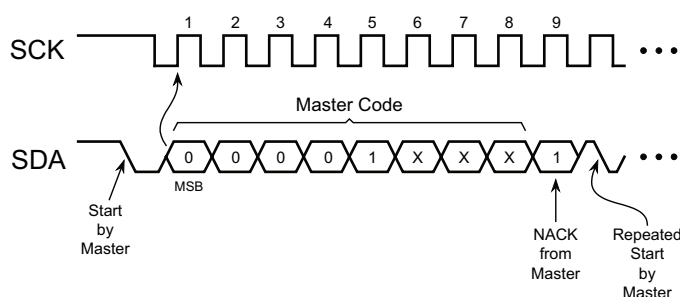 1 2 3 4 5 6 7 8 9
SCK
Master Code
SDA
0 0 0 0 1 X X X 1
MSB
Start
by
Master
NACK
from
Master
Repeated
Start
by
Master